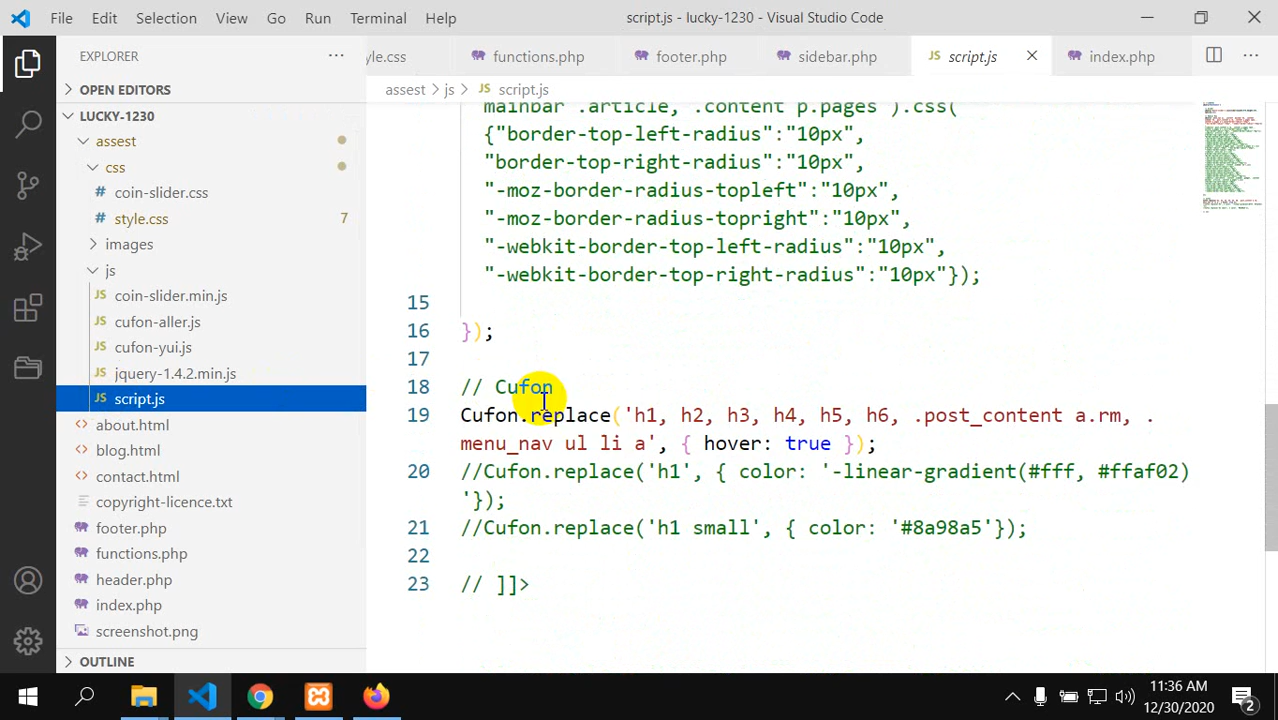 File Edit Selection View Go Run Terminal Help script.js - lucky-1230 - Visual Studio Code
EXPLORER
yle.css functions.php footer.php sidebar.php script.js index.php
OPEN EDITORS
assest js script.js
LUCKY-1230
assest
css
coin-slider.css
style.css 7
images
js
coin-slider.min.js
cufon-aller.js
cufon-yui.js
jquery-1.4.2.min.js
script.js
about.html
blog.html
contact.html
copyright-licence.txt
footer.php
functions.php
header.php
index.php
screenshot.png
OUTLINE
mainbar .article, .content p.pages ).css(
{"border-top-left-radius":"10px",
"border-top-right-radius":"10px",
"-moz-border-radius-topleft":"10px",
"-moz-border-radius-topright":"10px",
"-webkit-border-top-left-radius":"10px",
"-webkit-border-top-right-radius":"10px"});
15
16 });
17
18 // Cufon
19 Cufon.replace('h1, h2, h3, h4, h5, h6, .post_content a.rm, .
menu_nav ul li a', { hover: true });
20 //Cufon.replace('h1', { color: '-linear-gradient(#fff, #ffaf02)
'});
21 //Cufon.replace('h1 small', { color: '#8a98a5'});
22
23 // ]]>
11:36 AM
12/30/2020
2